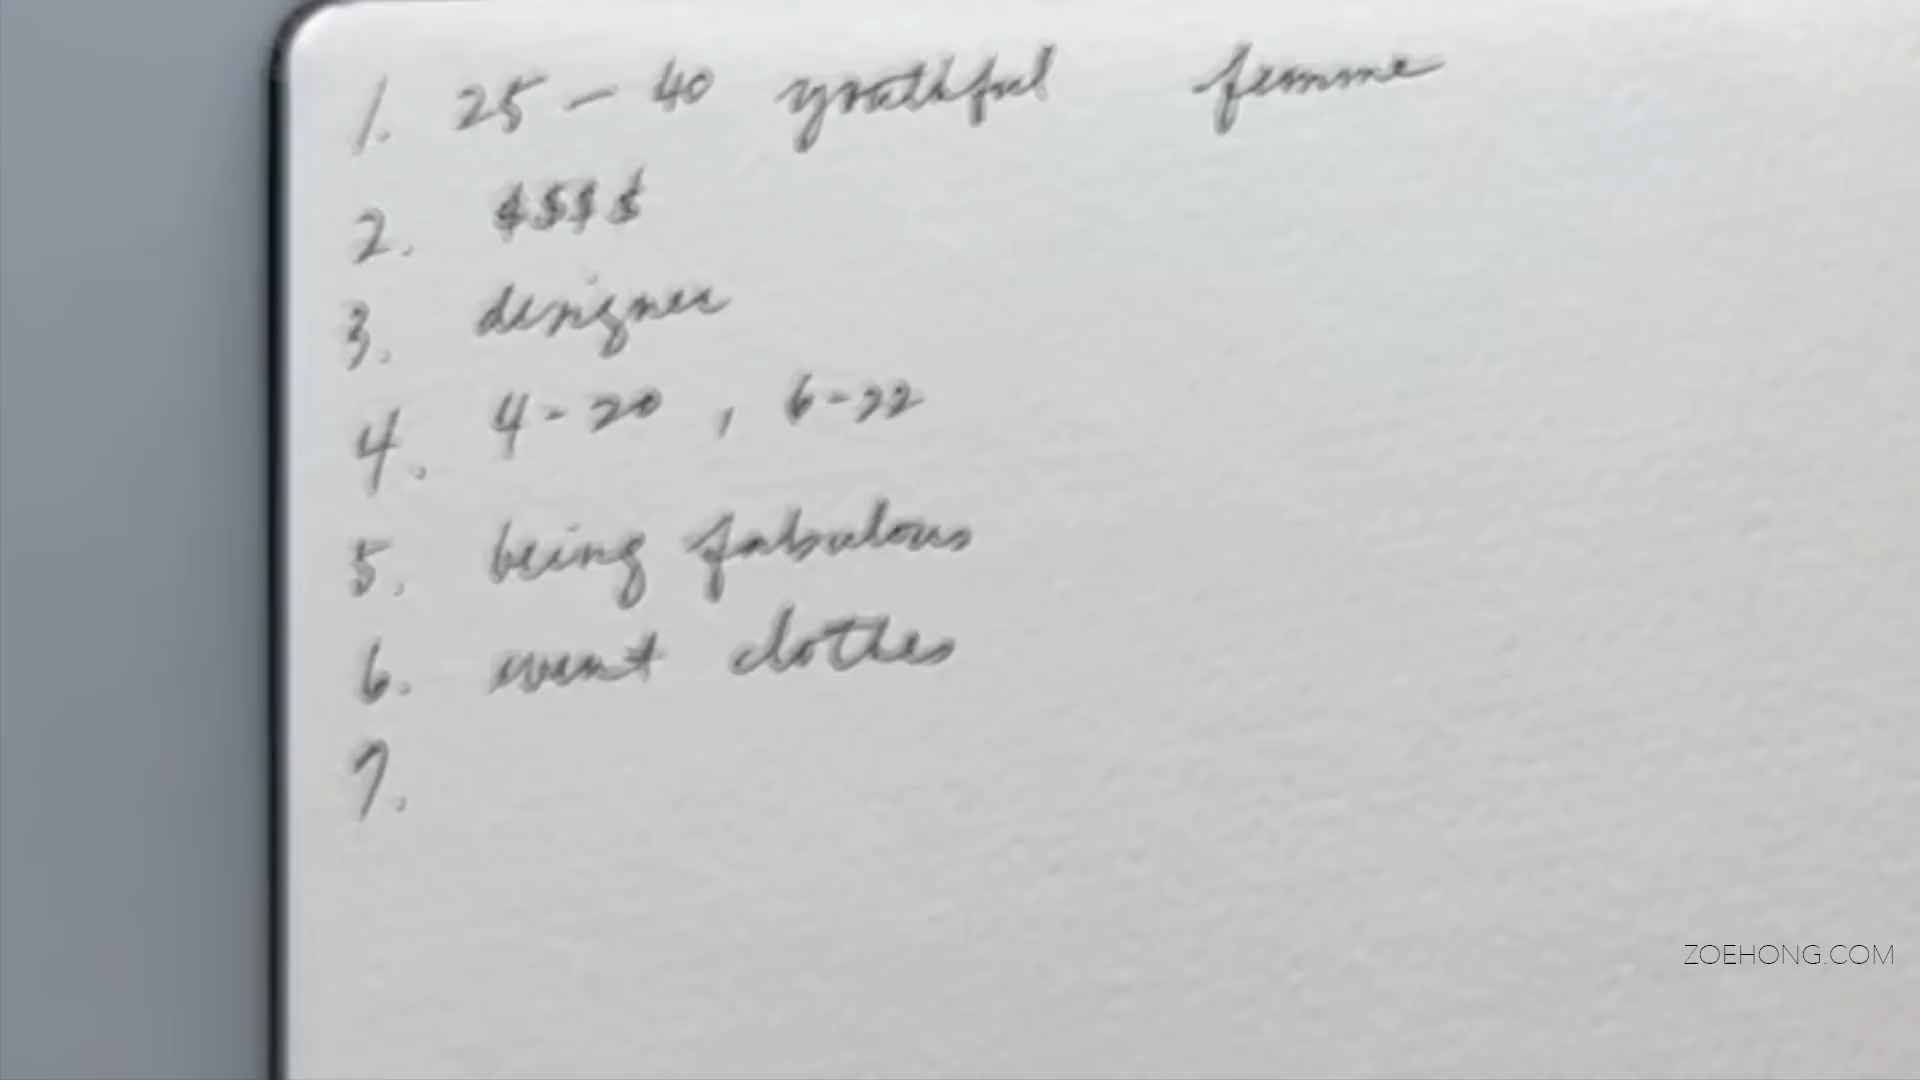 1. 25 - 40 youthful femme
2. $$$$
3. designer
4. 4-20, 6-22
5. being fabulous
6. event clothes
7.
ZOEHONG.COM